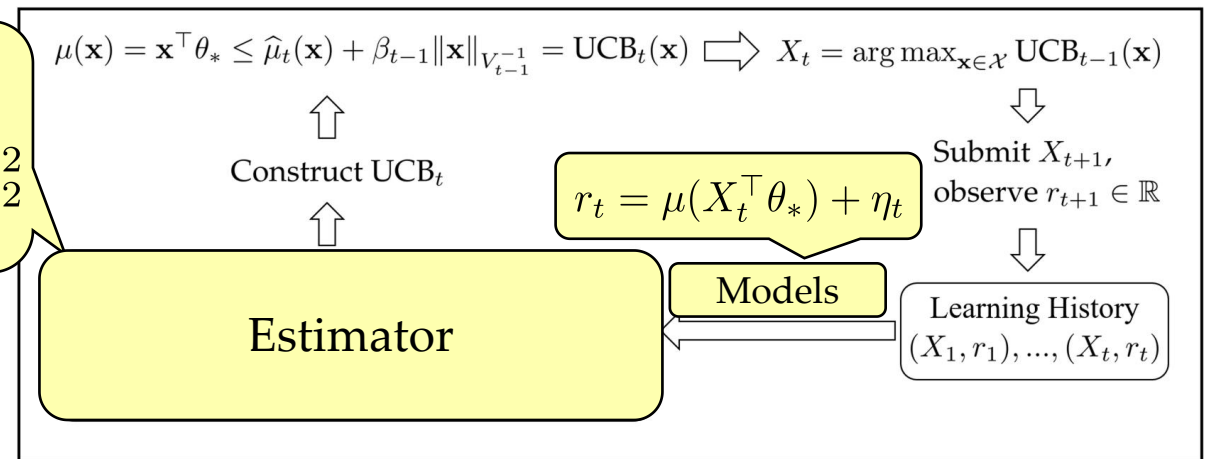 μ(𝐱) = 𝐱^⊤θ_* ≤ \hat{μ}_t(𝐱) + β_{t−1}‖𝐱‖_{V_{t−1}^{−1}} = UCB_t(𝐱) ⇨ X_t = arg max_{𝐱∈𝒳} UCB_{t−1}(𝐱)
Construct UCB_t
Submit X_{t+1},
observe r_{t+1} ∈ ℝ
r_t = μ(X_t^⊤θ_*) + η_t
2
2
Models
Estimator
Learning History
(X_1, r_1), ..., (X_t, r_t)